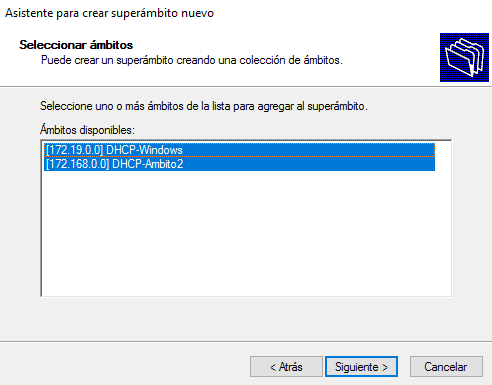 Asistente para crear superámbito nuevo
Seleccionar ámbitos
Puede crear un superámbito creando una colección de ámbitos.
Seleccione uno o más ámbitos de la lista para agregar al superámbito.
Ámbitos disponibles:
[172.19.0.0] DHCP-Windows
[172.168.0.0] DHCP-Ambito2
< Atrás
Siguiente >
Cancelar